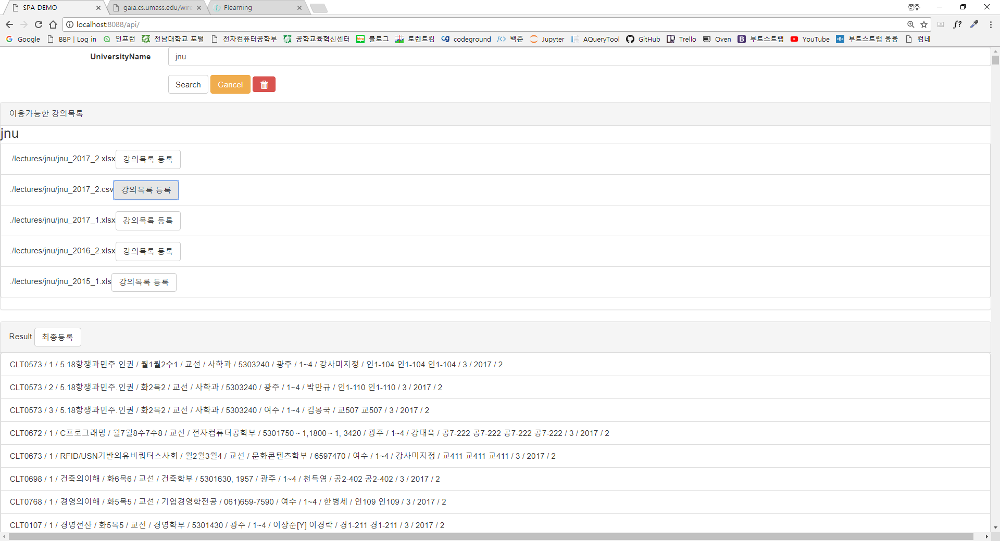 SPA DEMO
gaia.cs.umass.edu/wire
Flearning
준우
localhost:8088/api/
f?
Google BBP | Log in 인프런 전남대학교 포털 전자컴퓨터공학부 공학교육혁신센터 블로그 토렌트킴 codeground 백준 Jupyter AQueryTool GitHub Trello Oven 부트스트랩 YouTube 부트스트랩 응용 컴네
UniversityName jnu
Search Cancel
이용가능한 강의목록
jnu
./lectures/jnu/jnu_2017_2.xlsx 강의목록 등록
./lectures/jnu/jnu_2017_2.csv 강의목록 등록
./lectures/jnu/jnu_2017_1.xlsx 강의목록 등록
./lectures/jnu/jnu_2016_2.xlsx 강의목록 등록
./lectures/jnu/jnu_2015_1.xls 강의목록 등록
Result 최종등록
CLT0573 / 1 / 5.18항쟁과민주.인권 / 월1월2수1 / 교선 / 사학과 / 5303240 / 광주 / 1~4 / 강사미지정 / 인1-104 인1-104 인1-104 / 3 / 2017 / 2
CLT0573 / 2 / 5.18항쟁과민주.인권 / 화2목2 / 교선 / 사학과 / 5303240 / 광주 / 1~4 / 박만규 / 인1-110 인1-110 / 3 / 2017 / 2
CLT0573 / 3 / 5.18항쟁과민주.인권 / 화2목2 / 교선 / 사학과 / 5303240 / 여수 / 1~4 / 김봉국 / 교507 교507 / 3 / 2017 / 2
CLT0672 / 1 / C프로그래밍 / 월7월8수7수8 / 교선 / 전자컴퓨터공학부 / 5301750 ~ 1,1800 ~ 1, 3420 / 광주 / 1~4 / 강대욱 / 공7-222 공7-222 공7-222 공7-222 / 3 / 2017 / 2
CLT0673 / 1 / RFID/USN기반의유비쿼터스사회 / 월2월3월4 / 교선 / 문화콘텐츠학부 / 6597470 / 여수 / 1~4 / 강사미지정 / 교411 교411 교411 / 3 / 2017 / 2
CLT0698 / 1 / 건축의이해 / 화6목6 / 교선 / 건축학부 / 5301630, 1957 / 광주 / 1~4 / 천득염 / 공2-402 공2-402 / 3 / 2017 / 2
CLT0768 / 1 / 경영의이해 / 화5목5 / 교선 / 기업경영학전공 / 061)659-7590 / 여수 / 1~4 / 한병세 / 인109 인109 / 3 / 2017 / 2
CLT0107 / 1 / 경영전산 / 화5목5 / 교선 / 경영학부 / 5301430 / 광주 / 1~4 / 이상준[Y] 이경락 / 경1-211 경1-211 / 3 / 2017 / 2